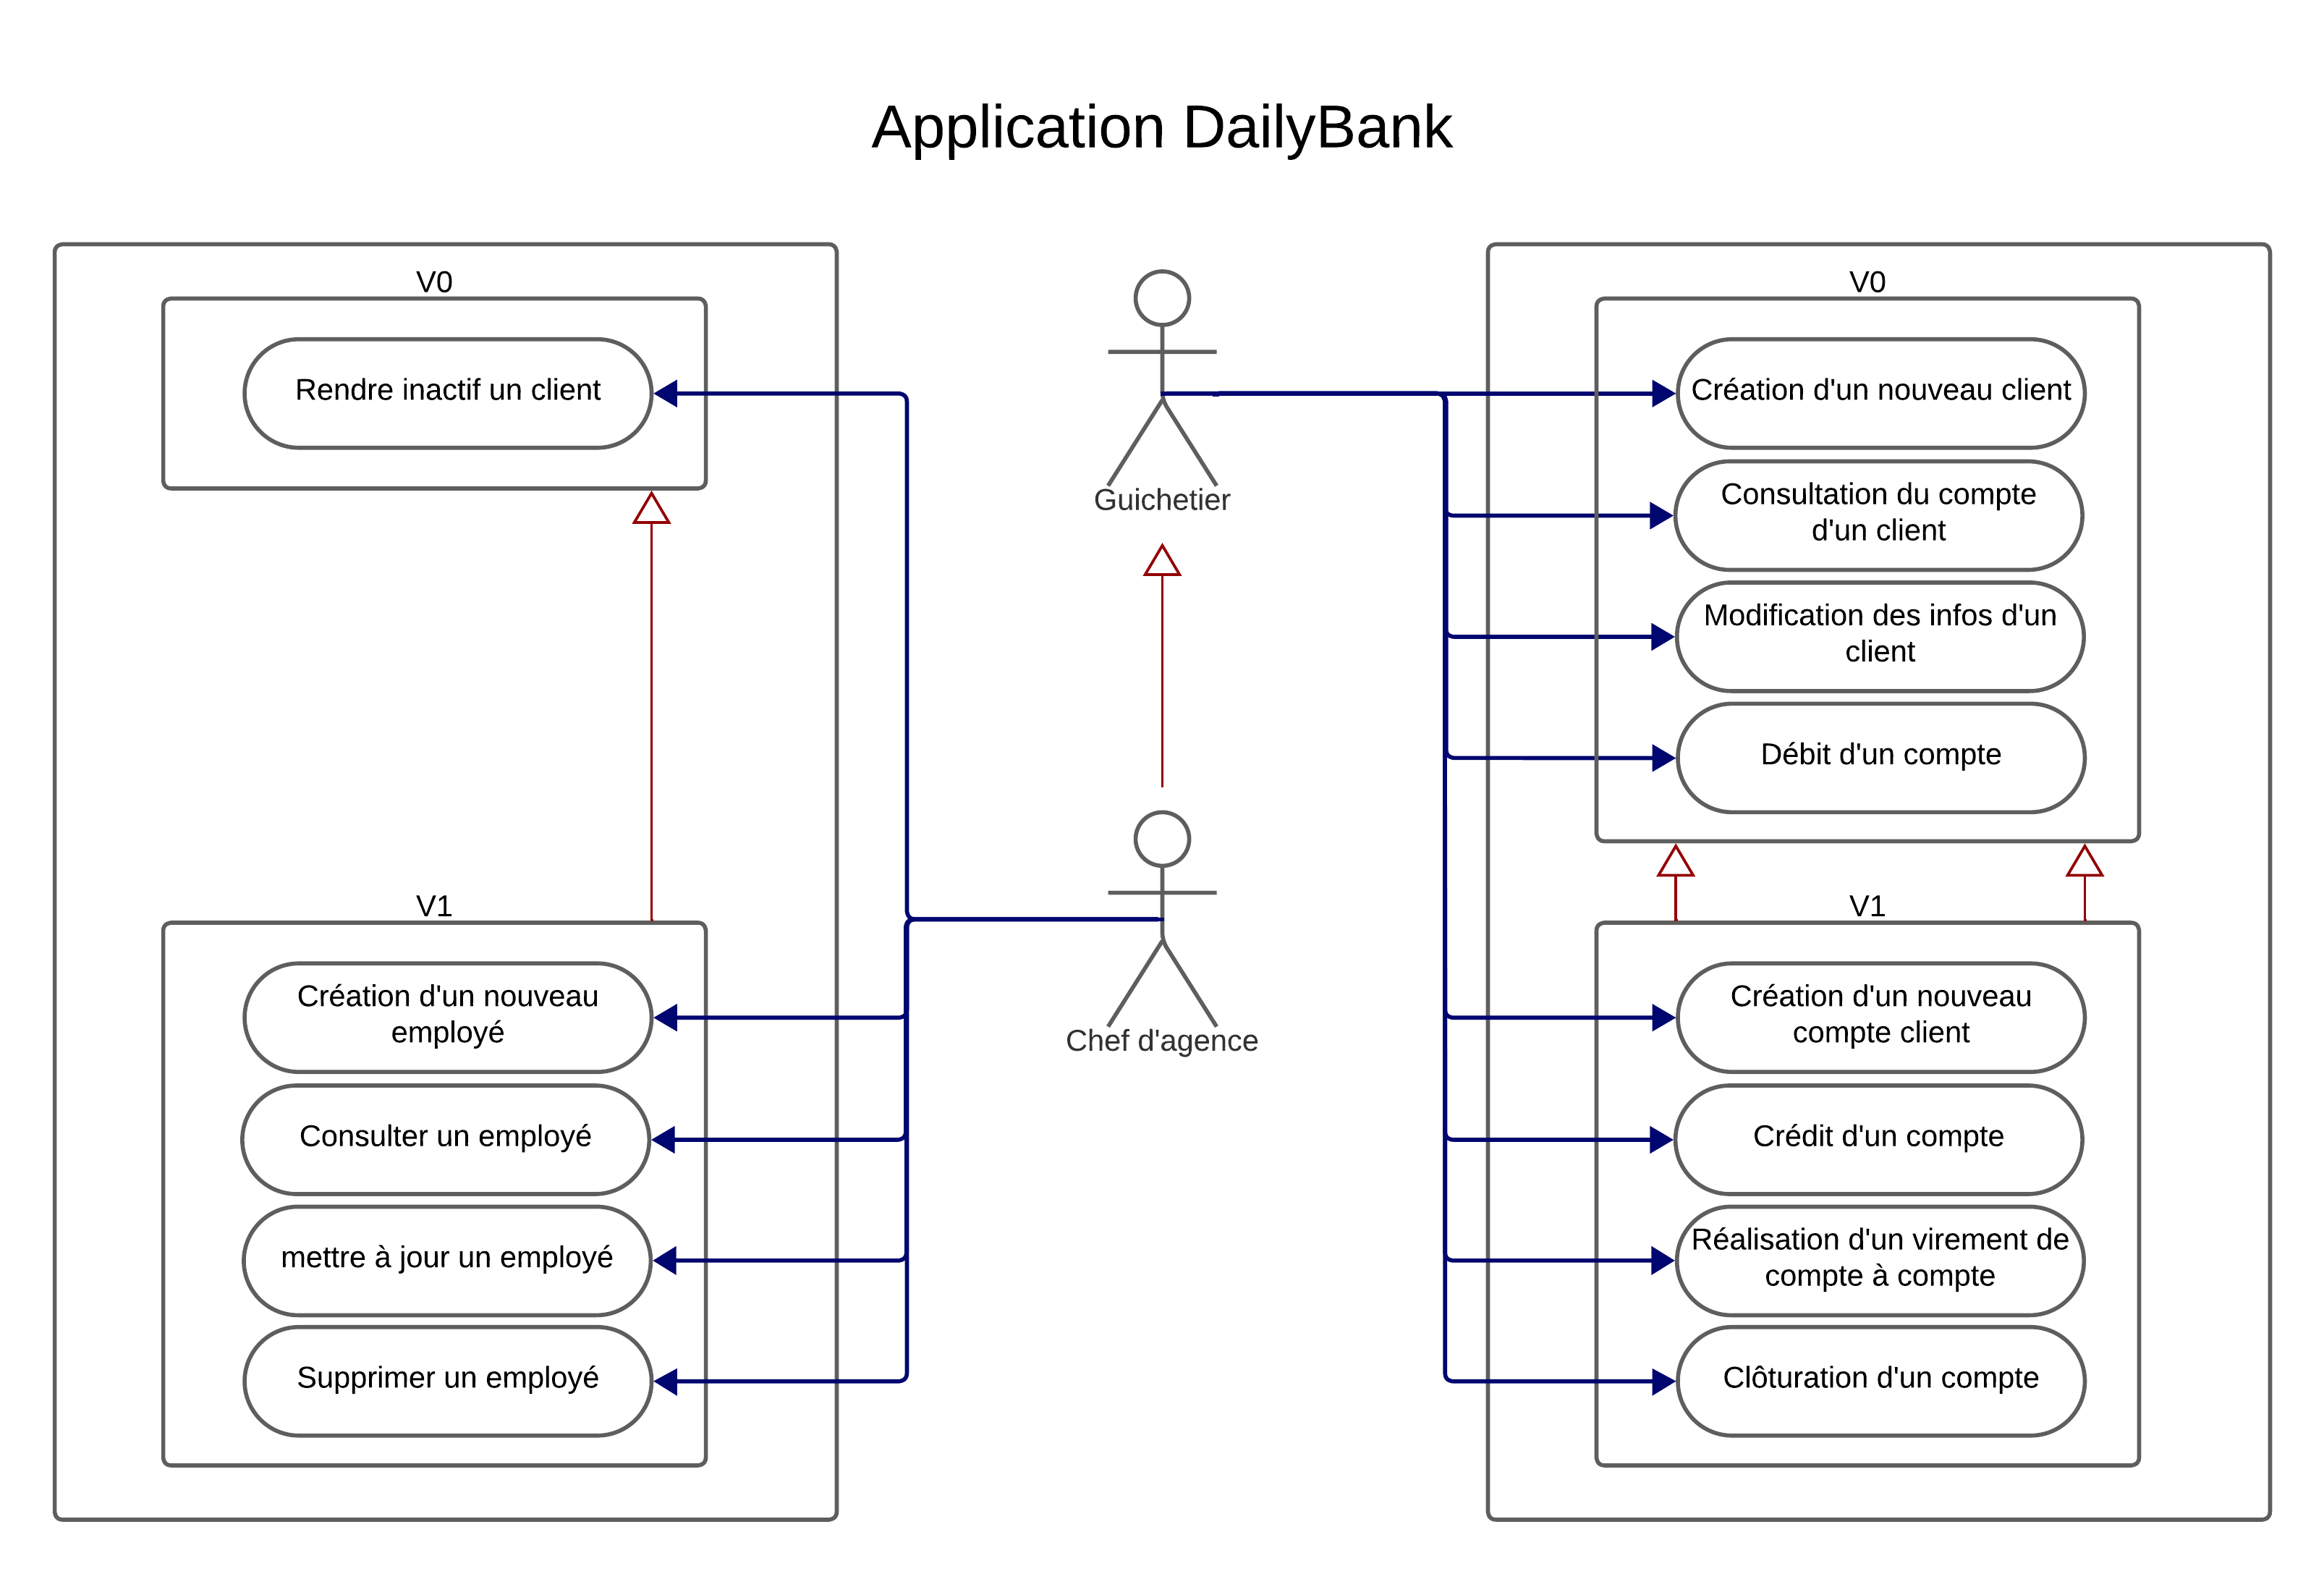 Application DailyBank
V0
Rendre inactif un client
V1
Création d'un nouveau
employé
Consulter un employé
mettre à jour un employé
Supprimer un employé
Guichetier
Chef d'agence
V0
Création d'un nouveau client
Consultation du compte
d'un client
Modification des infos d'un
client
Débit d'un compte
V1
Création d'un nouveau
compte client
Crédit d'un compte
Réalisation d'un virement de
compte à compte
Clôturation d'un compte